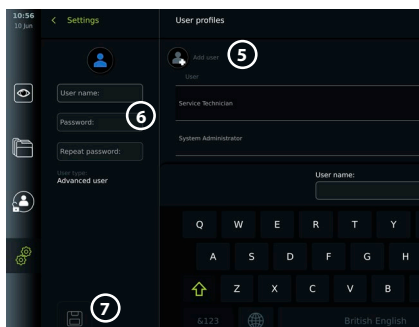 10:56
10 Jun
Settings
User profiles
Add user
5
User
User name:
Service Technician
Password:
6
System Administrator
Repeat password:
User type:
Advanced user
User name:
Q W E R T Y
A S D F G H
Z X C V B
7
&123
British English